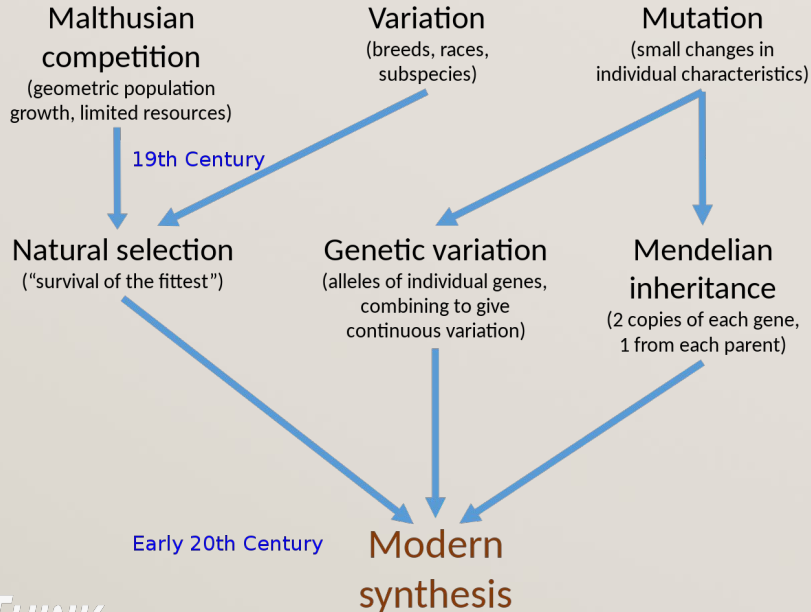 Malthusian
competition
(geometric population
growth, limited resources)
Variation
(breeds, races,
subspecies)
Mutation
(small changes in
individual characteristics)
19th Century
Natural selection
(“survival of the fittest”)
Genetic variation
(alleles of individual genes,
combining to give
continuous variation)
Mendelian
inheritance
(2 copies of each gene,
1 from each parent)
Early 20th Century
Modern
synthesis